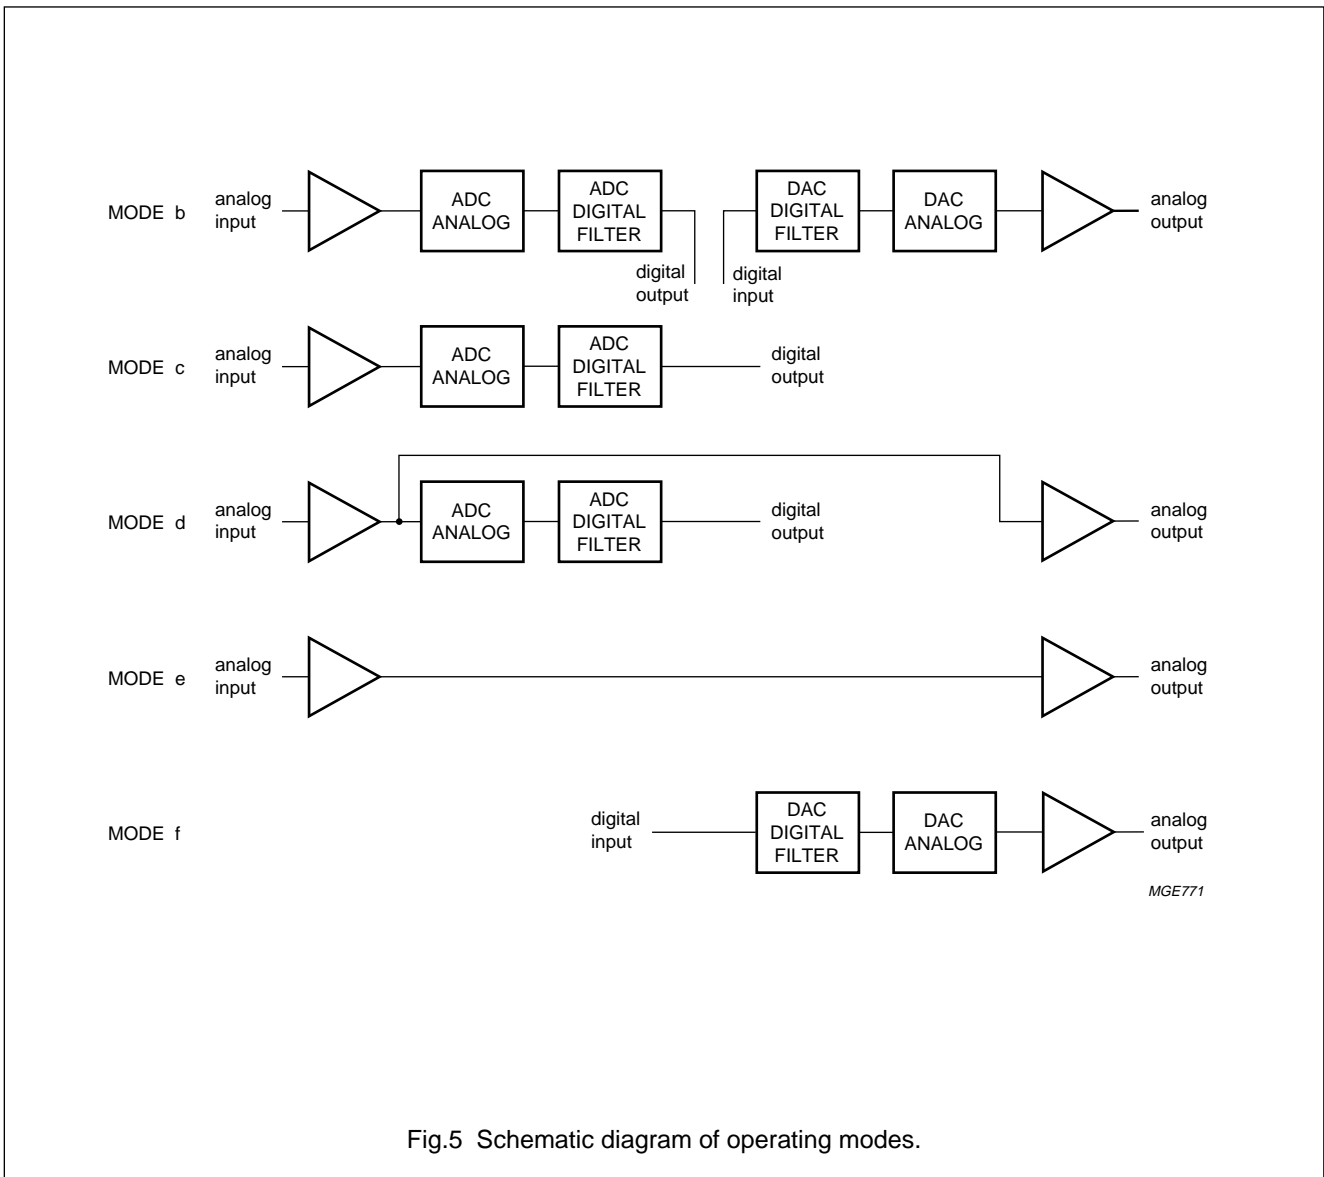 MODE b
analog
input
ADC
ANALOG
ADC
DIGITAL
FILTER
digital
output
digital
input
DAC
DIGITAL
FILTER
DAC
ANALOG
analog
output
MODE c
analog
input
ADC
ANALOG
ADC
DIGITAL
FILTER
digital
output
MODE d
analog
input
ADC
ANALOG
ADC
DIGITAL
FILTER
digital
output
analog
output
MODE e
analog
input
analog
output
MODE f
digital
input
DAC
DIGITAL
FILTER
DAC
ANALOG
analog
output
MGE771
Fig.5 Schematic diagram of operating modes.